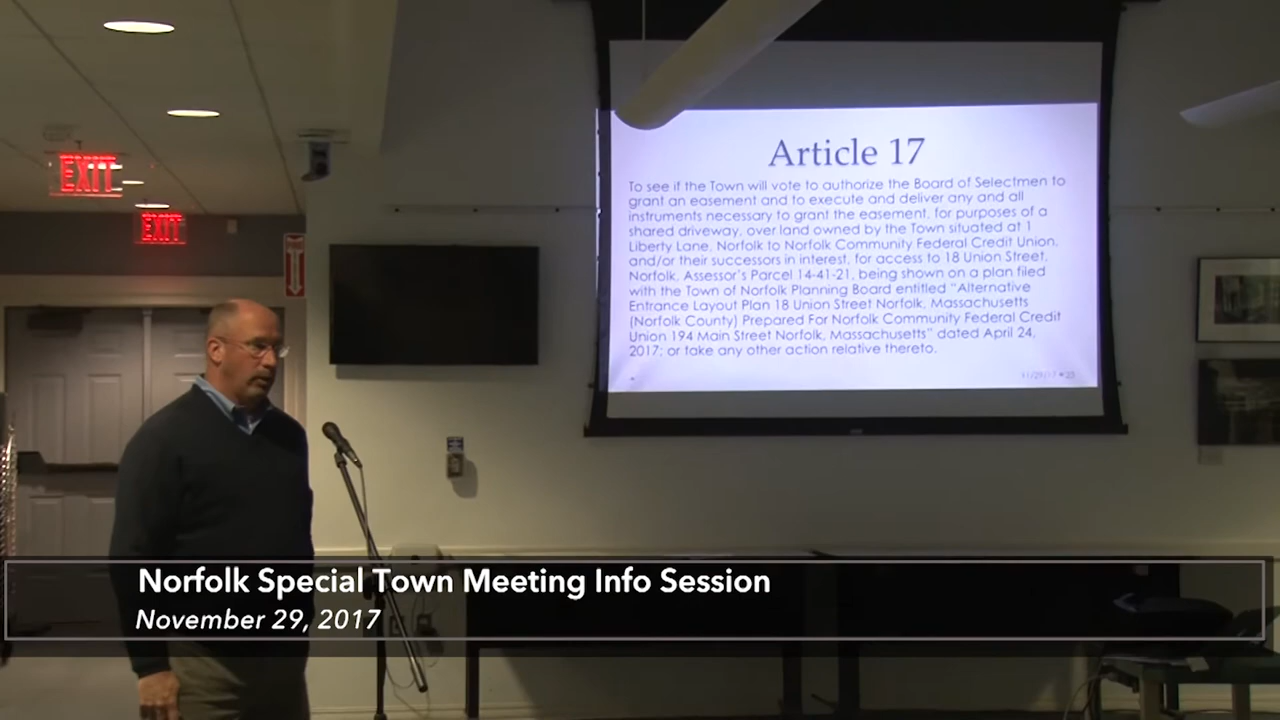 EXIT
EXIT
Article 17
To see if the Town will vote to authorize the Board of Selectmen to
grant an easement and to execute and deliver any and all
instruments necessary to grant the easement, for purposes of a
shared driveway, over land owned by the Town situated at 1
Liberty Lane, Norfolk to Norfolk Community Federal Credit Union,
and/or their successors in interest, for access to 18 Union Street,
Norfolk, Assessor's Parcel 14-41-21, being shown on a plan filed
with the Town of Norfolk Planning Board entitled "Alternative
Entrance Layout Plan 18 Union Street Norfolk, Massachusetts
(Norfolk County) Prepared For Norfolk Community Federal Credit
Union 194 Main Street Norfolk, Massachusetts" dated April 24,
2017; or take any other action relative thereto.
Norfolk Special Town Meeting Info Session
November 29, 2017